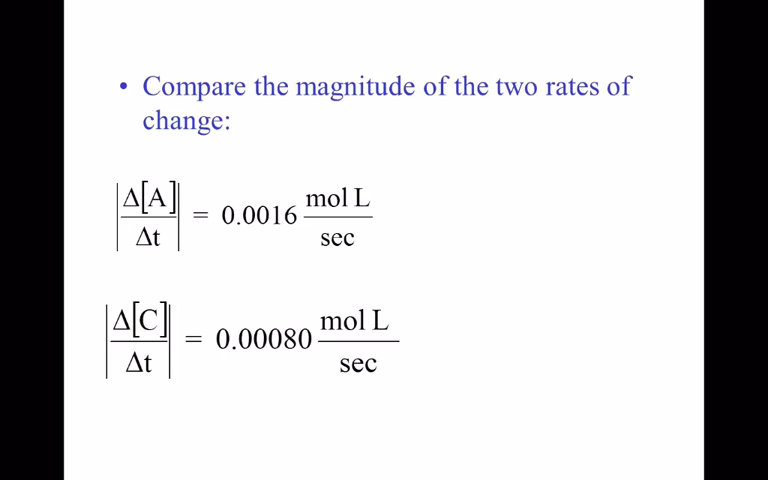 • Compare the magnitude of the two rates of
change:
|Δ[A]/Δt| = 0.0016 mol L/sec
|Δ[C]/Δt| = 0.00080 mol L/sec